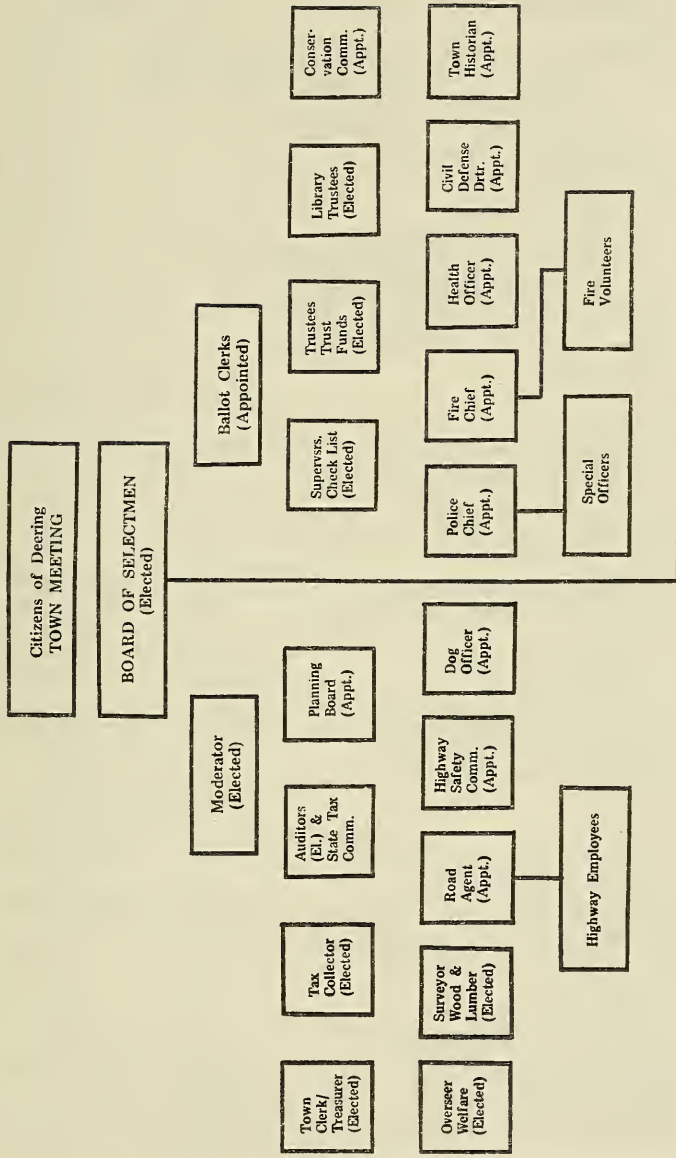 Citizens of Deering
TOWN MEETING
BOARD OF SELECTMEN
(Elected)
Moderator
(Elected)
Ballot Clerks
(Appointed)
Town
Clerk/
Treasurer
(Elected)
Tax
Collector
(Elected)
Auditors
(El.) &
State Tax
Comm.
Planning
Board
(Appt.)
Supervsrs.
Check List
(Elected)
Trustees
Trust
Funds
(Elected)
Library
Trustees
(Elected)
Conser-
vation
Comm.
(Appt.)
Overseer
Welfare
(Elected)
Surveyor
Wood &
Lumber
(Elected)
Road
Agent
(Appt.)
Highway
Safety
Comm.
(Appt.)
Dog
Officer
(Appt.)
Police
Chief
(Appt.)
Fire
Chief
(Appt.)
Health
Officer
(Appt.)
Civil
Defense
Drtr.
(Appt.)
Town
Historian
(Appt.)
Highway Employees
Special
Officers
Fire
Volunteers